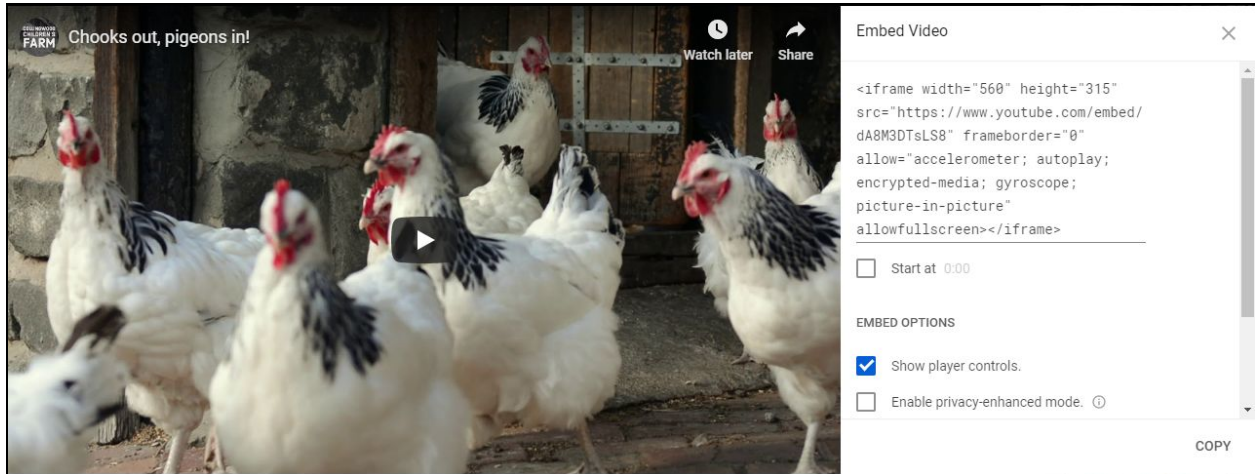 COLLINGWOOD
CHILDREN'S
FARM
Chooks out, pigeons in!
Watch later
Share
Embed Video
<iframe width="560" height="315"
src="https://www.youtube.com/embed/
dA8M3DTsLS8" frameborder="0"
allow="accelerometer; autoplay;
encrypted-media; gyroscope;
picture-in-picture"
allowfullscreen></iframe>
Start at 0:00
EMBED OPTIONS
Show player controls.
Enable privacy-enhanced mode.
COPY